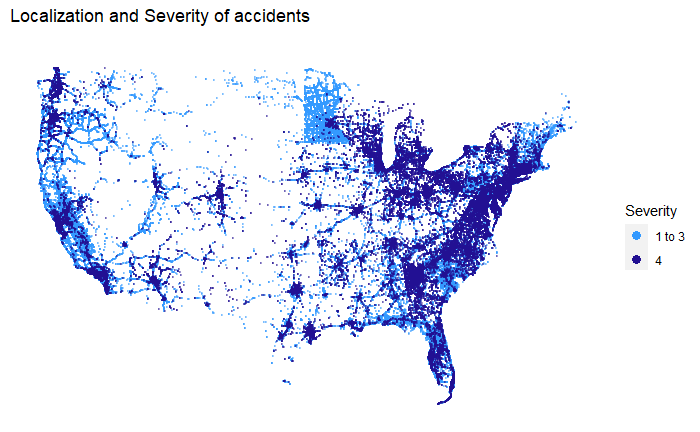 Localization and Severity of accidents
Severity
1 to 3
4